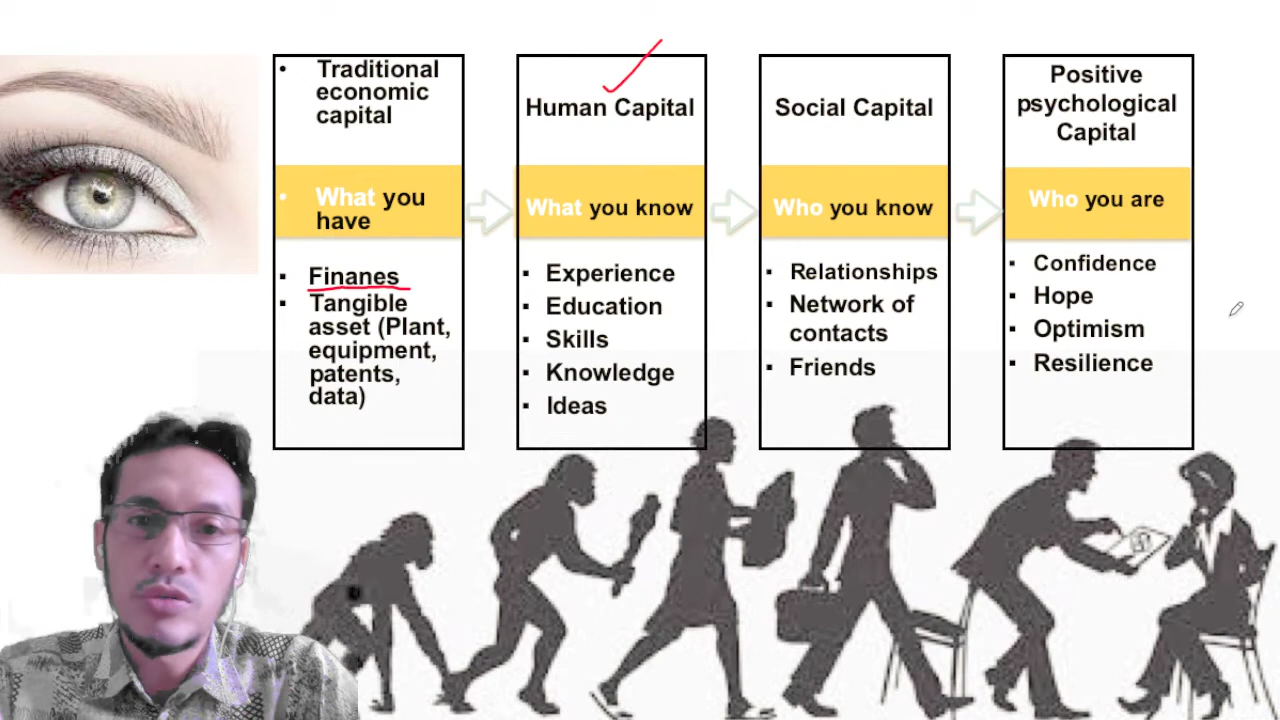 Traditional
economic
capital
What you
have
Finanes
Tangible
asset (Plant,
equipment,
patents,
data)
Human Capital
What you know
Experience
Education
Skills
Knowledge
Ideas
Social Capital
Who you know
Relationships
Network of
contacts
Friends
Positive
psychological
Capital
Who you are
Confidence
Hope
Optimism
Resilience